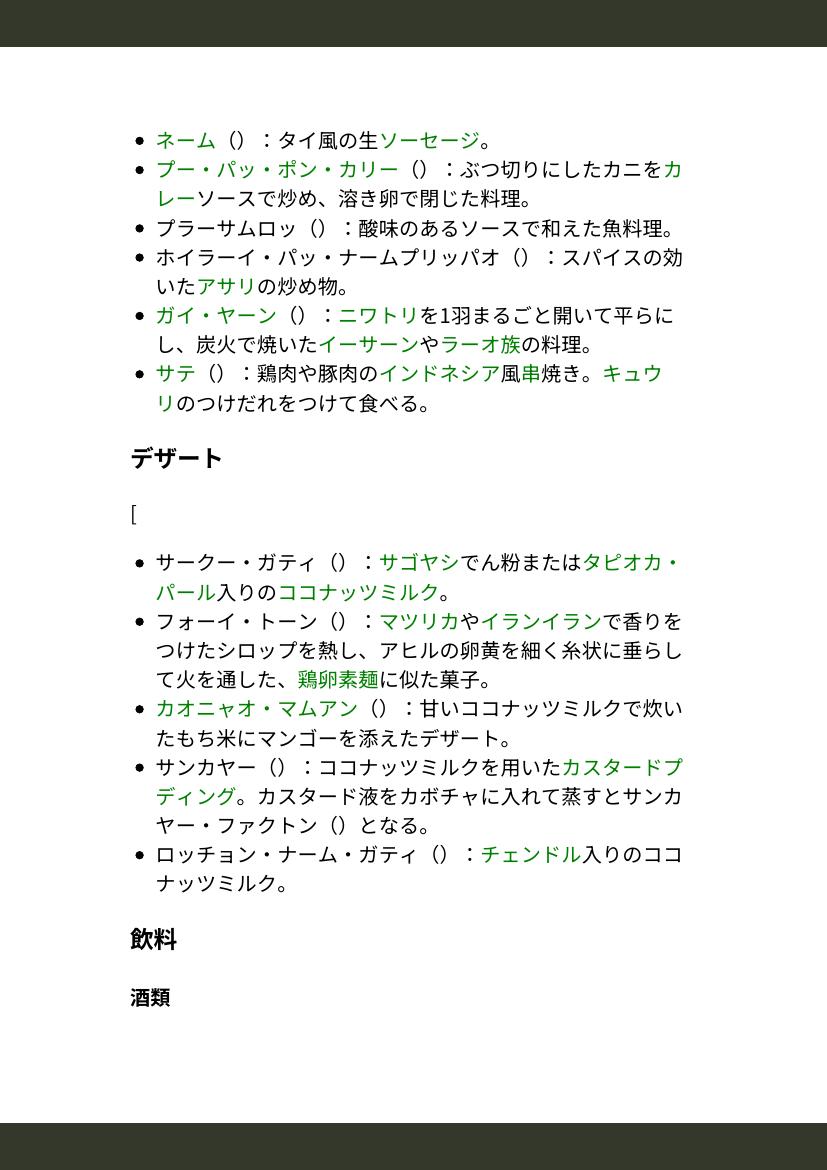 ネーム（）：タイ風の生ソーセージ。
プー・パッ・ポン・カリー（）：ぶつ切りにしたカニをカ
レーソースで炒め、溶き卵で閉じた料理。
プラーサムロッ（）：酸味のあるソースで和えた魚料理。
ホイラーイ・パッ・ナームプリッパオ（）：スパイスの効
いたアサリの炒め物。
ガイ・ヤーン（）：ニワトリを1羽まるごと開いて平らに
し、炭火で焼いたイーサーンやラーオ族の料理。
サテ（）：鶏肉や豚肉のインドネシア風串焼き。キュウ
リのつけだれをつけて食べる。
デザート
[
サークー・ガティ（）：サゴヤシでん粉またはタピオカ・
パール入りのココナッツミルク。
フォーイ・トーン（）：マツリカやイランイランで香りを
つけたシロップを熱し、アヒルの卵黄を細く糸状に垂らし
て火を通した、鶏卵素麺に似た菓子。
カオニャオ・マムアン（）：甘いココナッツミルクで炊い
たもち米にマンゴーを添えたデザート。
サンカヤー（）：ココナッツミルクを用いたカスタードプ
ディング。カスタード液をカボチャに入れて蒸すとサンカ
ヤー・ファクトン（）となる。
ロッチョン・ナーム・ガティ（）：チェンドル入りのココ
ナッツミルク。
飲料
酒類